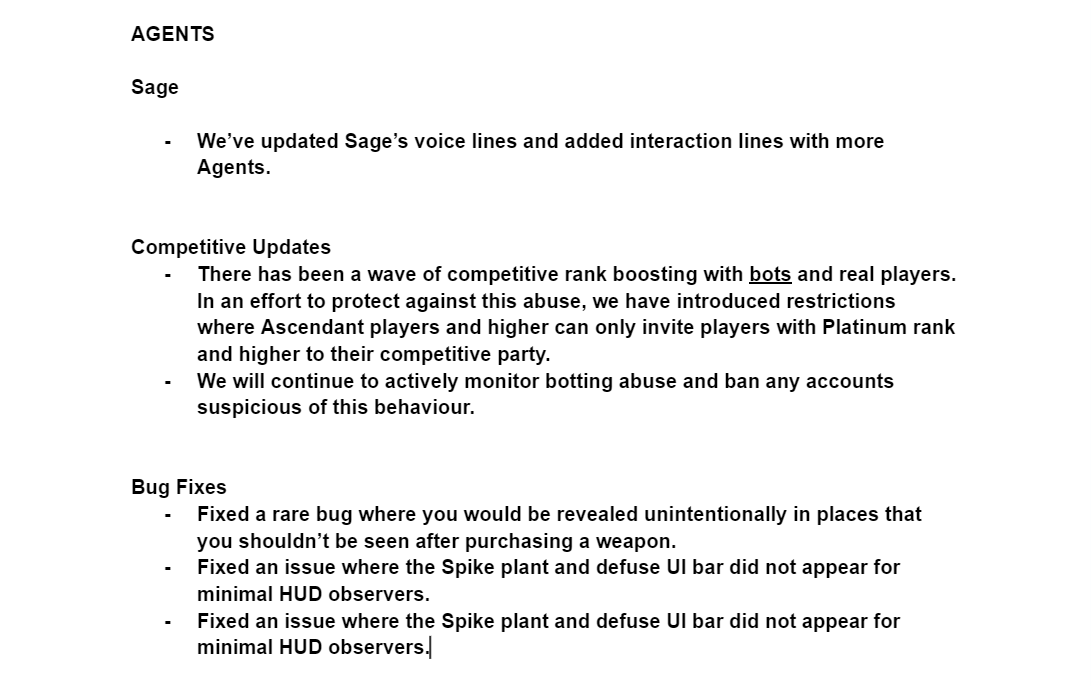 AGENTS
Sage
- We’ve updated Sage’s voice lines and added interaction lines with more
Agents.
Competitive Updates
- There has been a wave of competitive rank boosting with bots and real players.
In an effort to protect against this abuse, we have introduced restrictions
where Ascendant players and higher can only invite players with Platinum rank
and higher to their competitive party.
- We will continue to actively monitor botting abuse and ban any accounts
suspicious of this behaviour.
Bug Fixes
- Fixed a rare bug where you would be revealed unintentionally in places that
you shouldn’t be seen after purchasing a weapon.
- Fixed an issue where the Spike plant and defuse UI bar did not appear for
minimal HUD observers.
- Fixed an issue where the Spike plant and defuse UI bar did not appear for
minimal HUD observers.